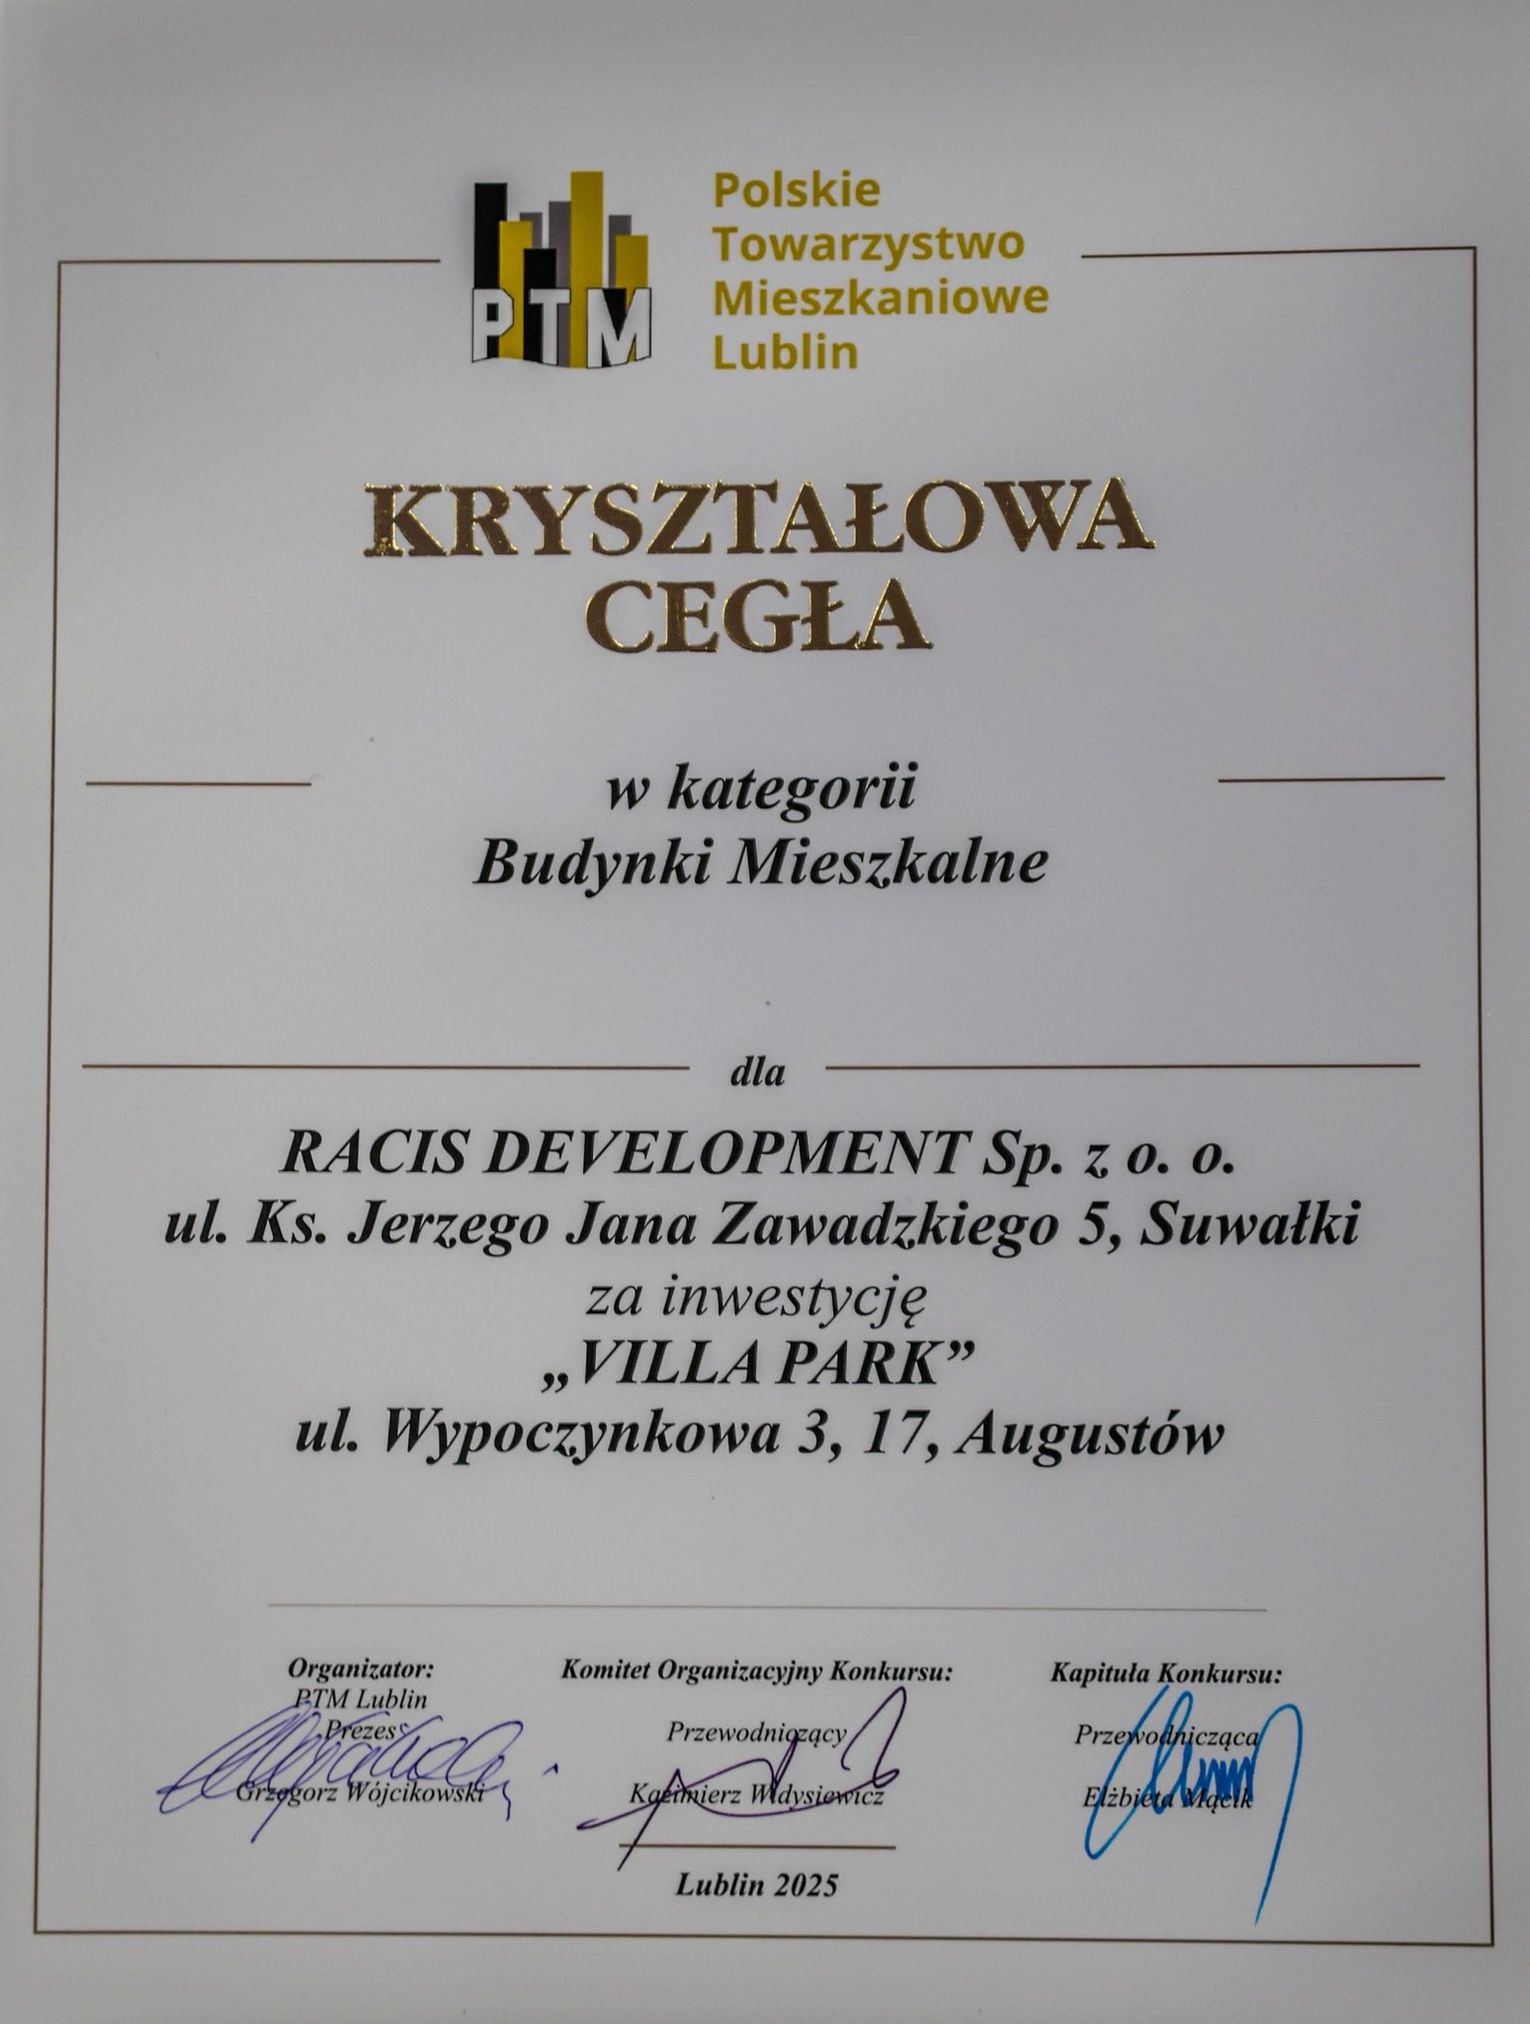 PTM
Polskie
Towarzystwo
Mieszkaniowe
Lublin
KRYSZTAŁOWA
CEGŁA
w kategorii
Budynki Mieszkalne
dla
RACIS DEVELOPMENT Sp. z o. o.
ul. Ks. Jerzego Jana Zawadzkiego 5, Suwałki
za inwestycję
„VILLA PARK”
ul. Wypoczynkowa 3, 17, Augustów
Organizator: Komitet Organizacyjny Konkursu: Kapituła Konkursu:
PTM Lublin
Prezes Przewodniczący Przewodnicząca
Grzegorz Wójcikowski Kazimierz Elżbieta Mącik
Lublin 2025